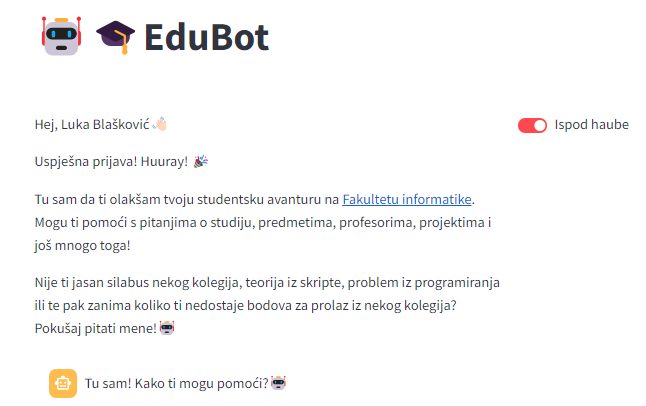 EduBot
Hej, Luka Blašković👋🏻
Ispod haube
Uspješna prijava! Huuray! 🎉
Tu sam da ti olakšam tvoju studentsku avanturu na Fakultetu informatike.
Mogu ti pomoći s pitanjima o studiju, predmetima, profesorima, projektima i
još mnogo toga!
Nije ti jasan silabus nekog kolegija, teorija iz skripte, problem iz programiranja
ili te pak zanima koliko ti nedostaje bodova za prolaz iz nekog kolegija?
Pokušaj pitati mene!🤖
Tu sam! Kako ti mogu pomoći?🤖